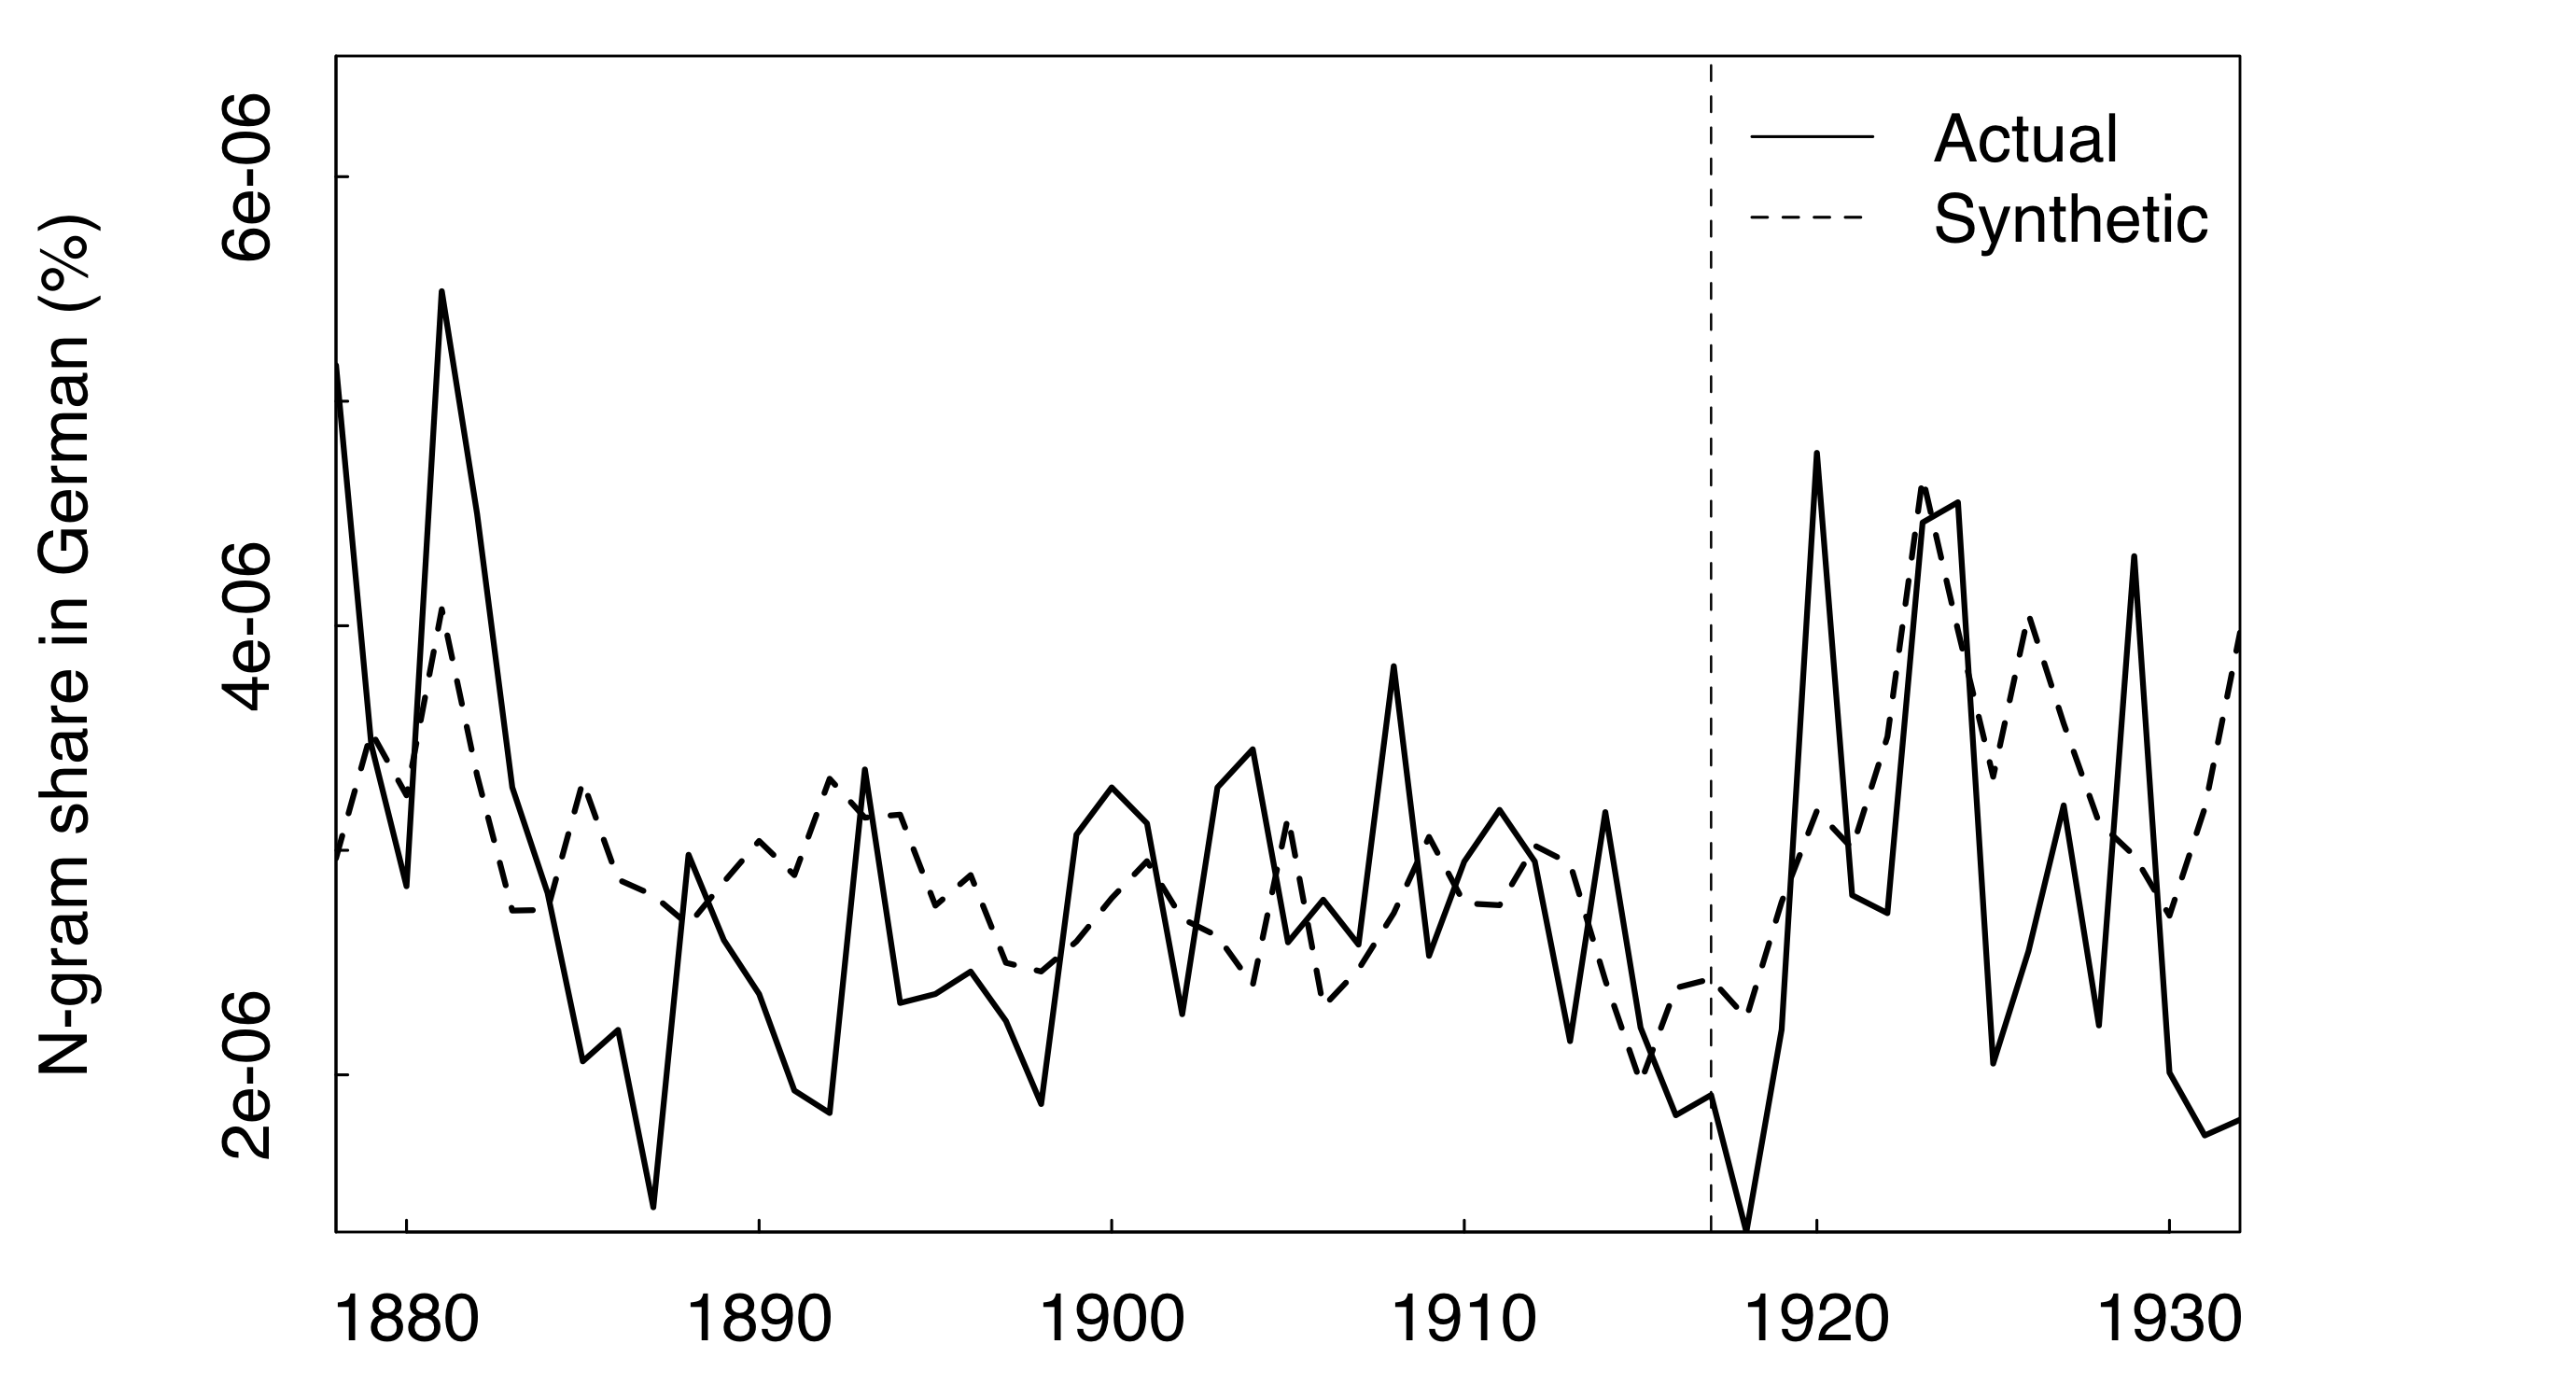 N-gram share in German (%)
6e-06
4e-06
2e-06
Actual
Synthetic
1880 1890 1900 1910 1920 1930